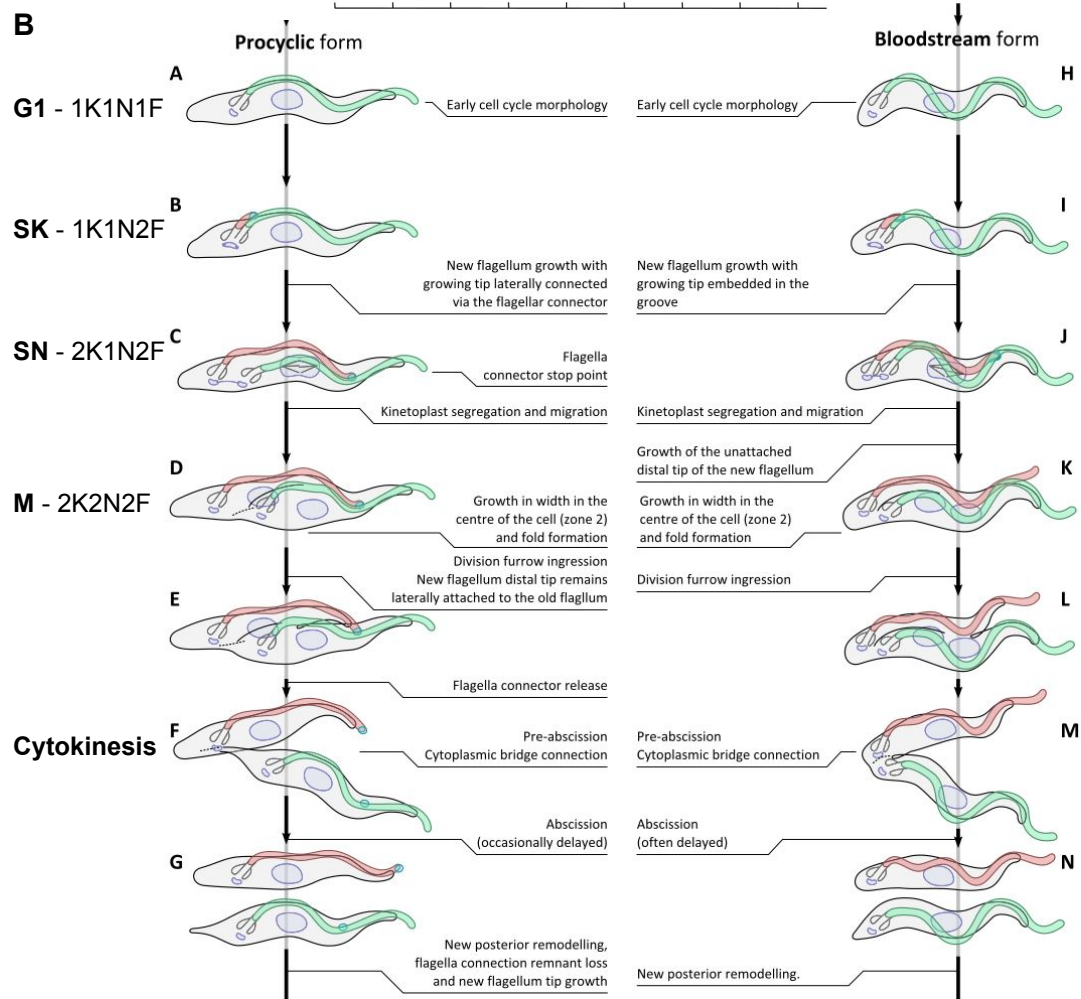 B
Procyclic form
Bloodstream form
A
H
G1 - 1K1N1F
Early cell cycle morphology
Early cell cycle morphology
B
I
SK - 1K1N2F
New flagellum growth with
growing tip laterally connected
via the flagellar connector
New flagellum growth with
growing tip embedded in the
groove
C
J
SN - 2K1N2F
Flagella
connector stop point
Kinetoplast segregation and migration
Kinetoplast segregation and migration
Growth of the unattached
distal tip of the new flagellum
D
K
M - 2K2N2F
Growth in width in the
centre of the cell (zone 2)
and fold formation
Growth in width in the
centre of the cell (zone 2)
and fold formation
Division furrow ingression
New flagellum distal tip remains
laterally attached to the old flagllum
Division furrow ingression
E
L
Flagella connector release
F
M
Cytokinesis
Pre-abscission
Cytoplasmic bridge connection
Pre-abscission
Cytoplasmic bridge connection
Abscission
(occasionally delayed)
Abscission
(often delayed)
G
N
New posterior remodelling,
flagella connection remnant loss
and new flagellum tip growth
New posterior remodelling.